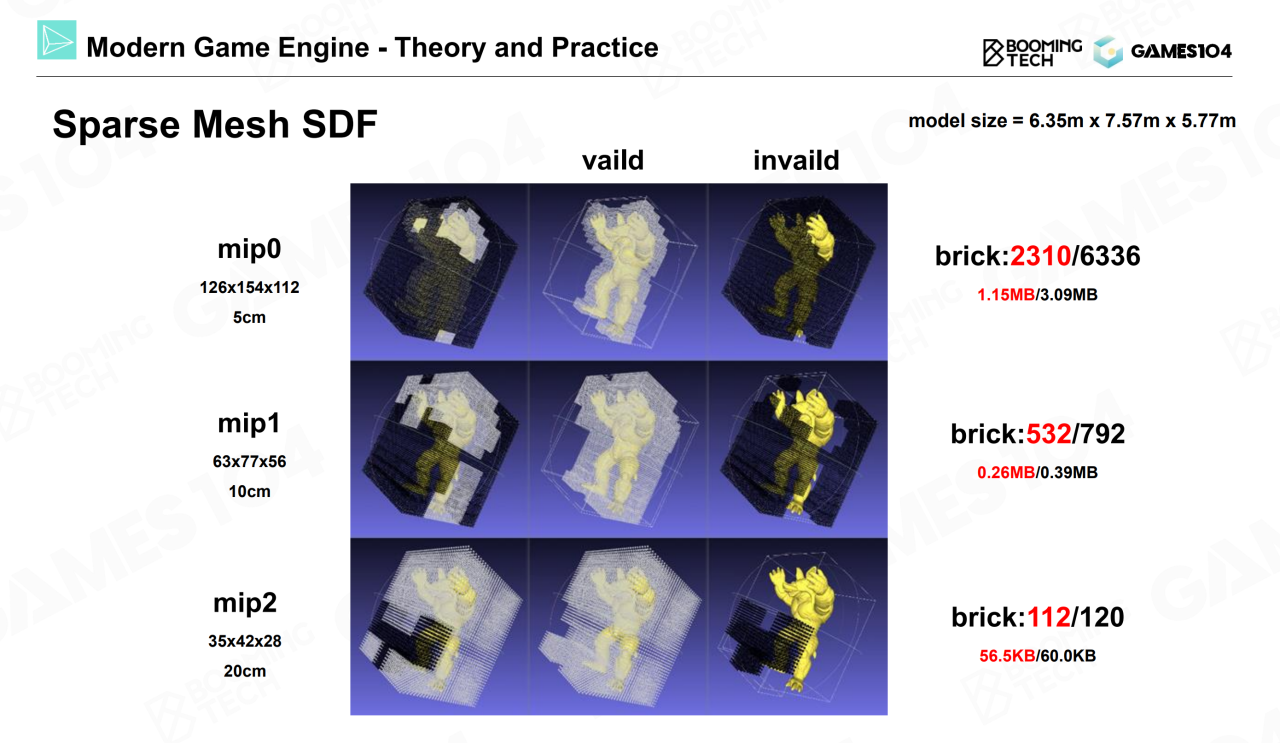 Modern Game Engine - Theory and Practice
BOOMING
TECH
GAMES104
Sparse Mesh SDF
model size = 6.35m x 7.57m x 5.77m
vaild
invaild
mip0
126x154x112
5cm
brick:2310/6336
1.15MB/3.09MB
mip1
63x77x56
10cm
brick:532/792
0.26MB/0.39MB
mip2
35x42x28
20cm
brick:112/120
56.5KB/60.0KB